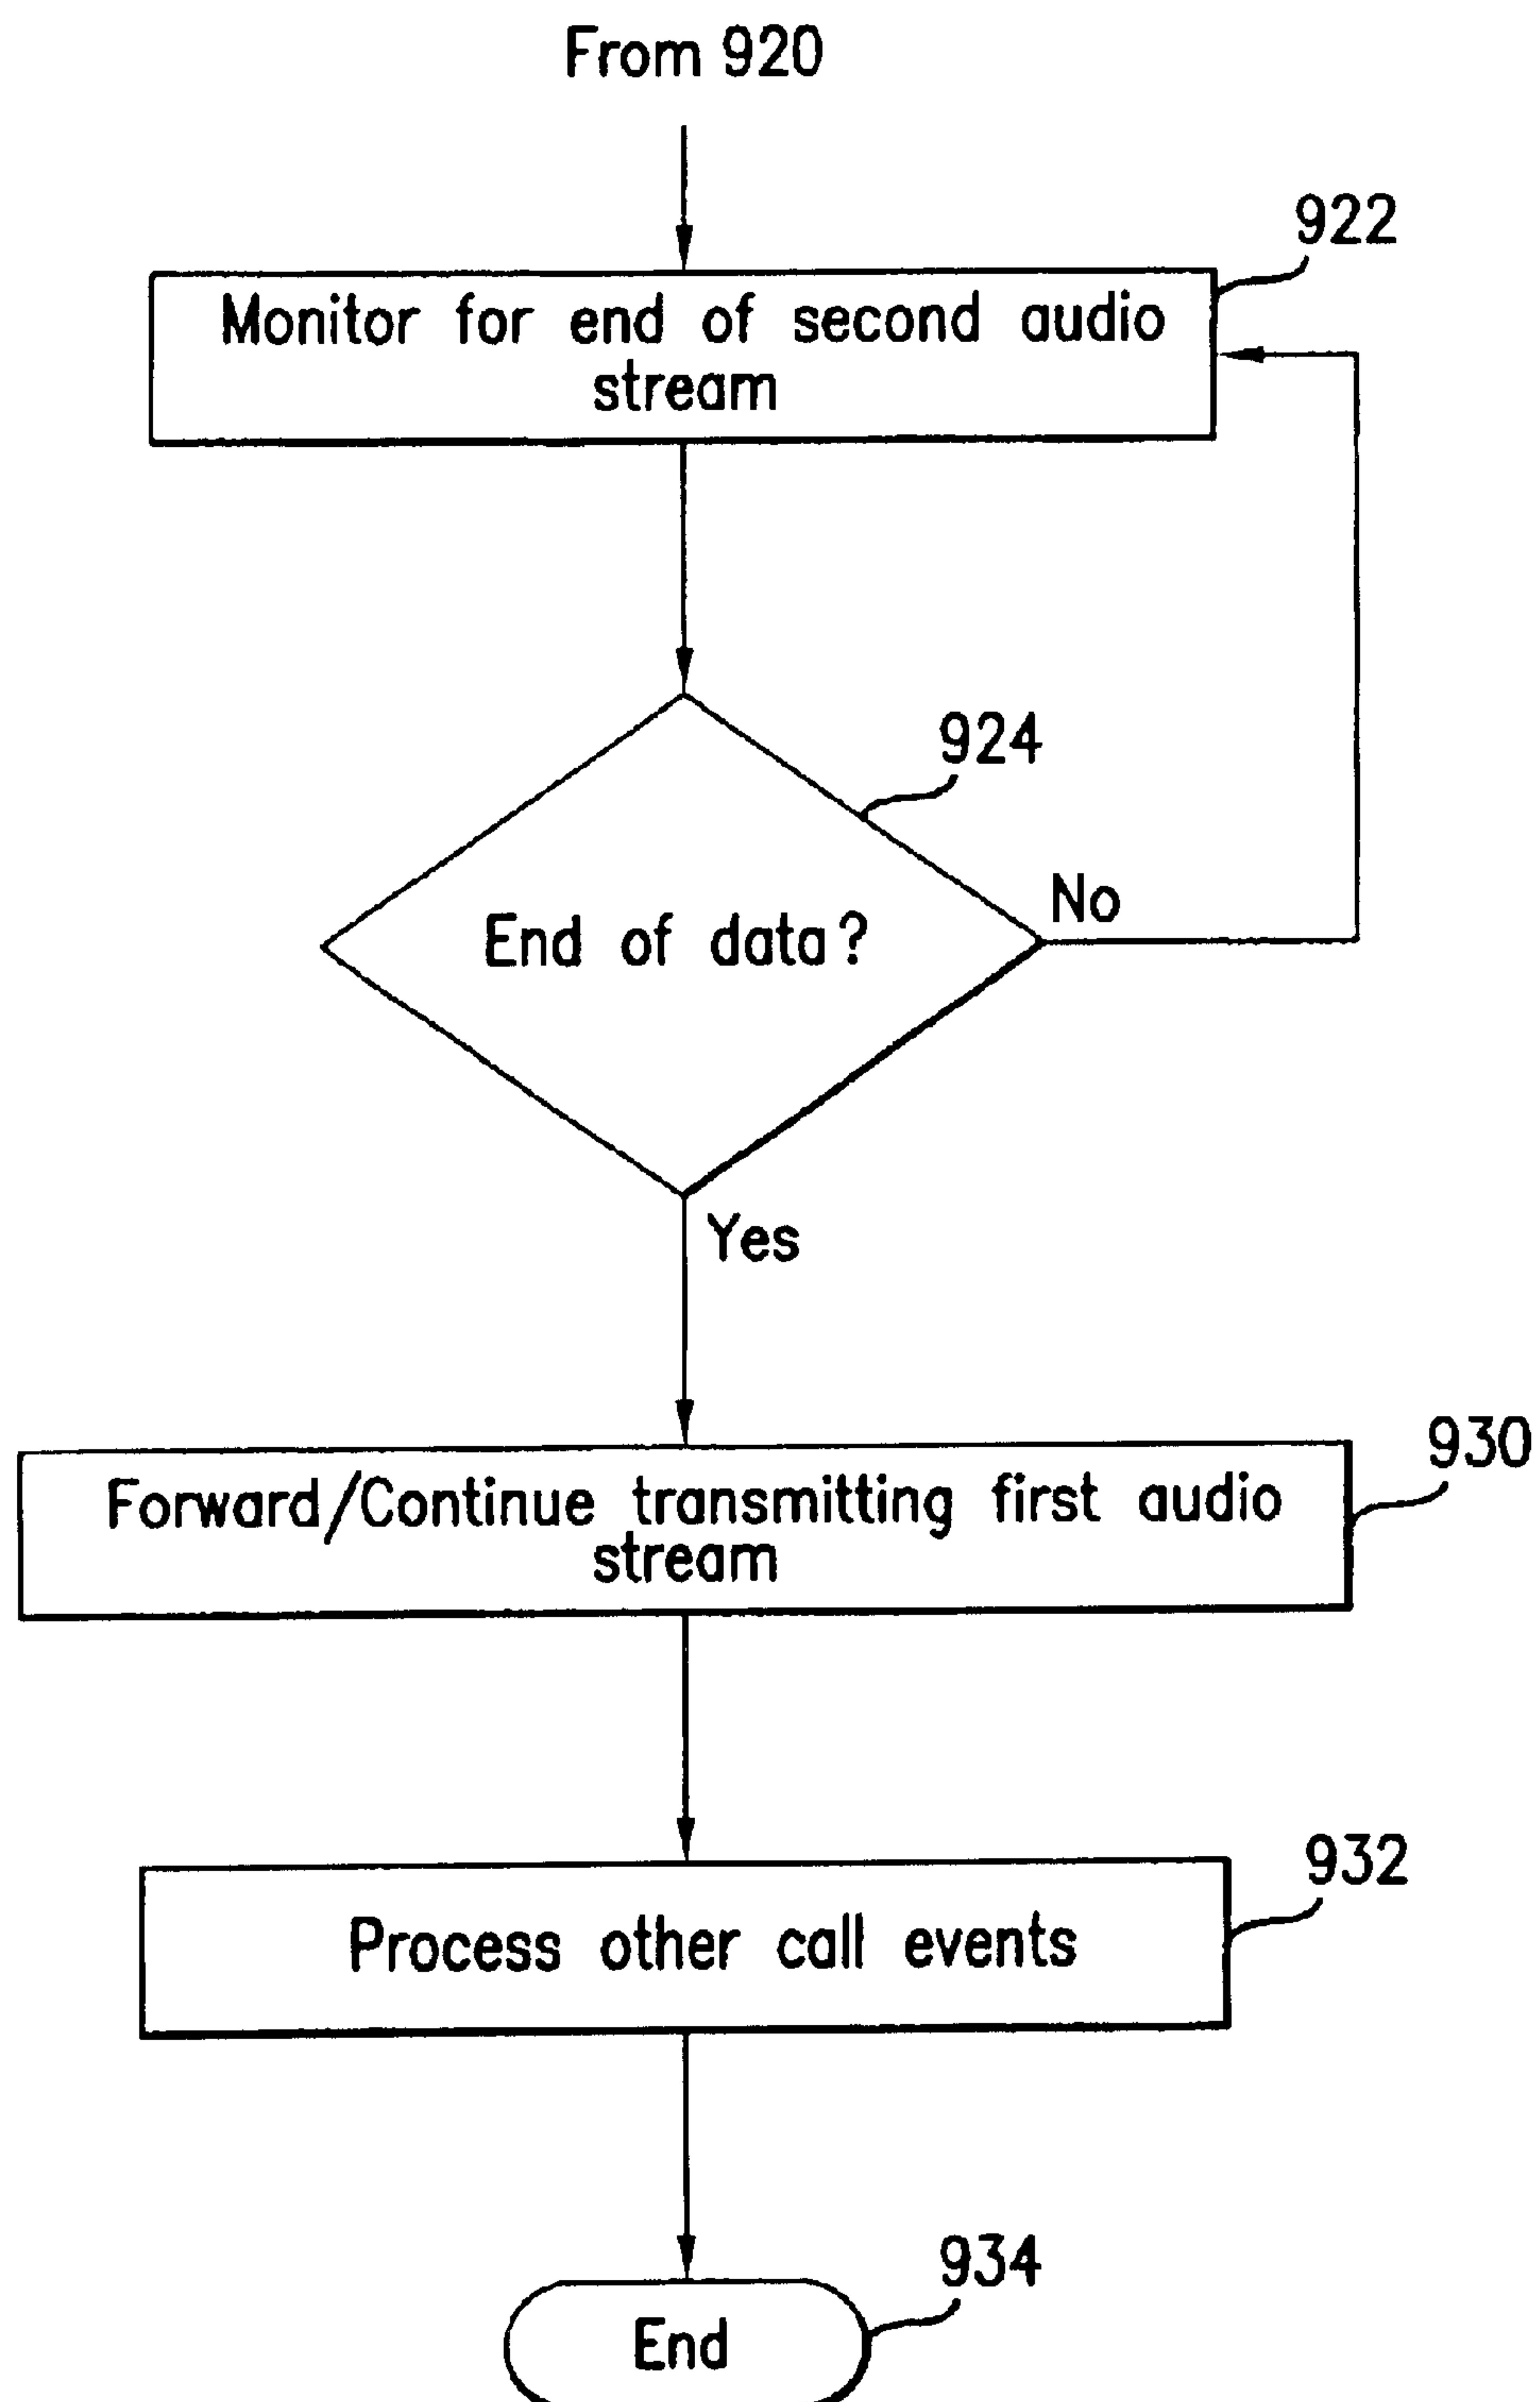 From 920
922
Monitor for end of second audio
stream
924
No
End of data?
Yes
930
Forward/Continue transmitting first audio
stream
932
Process other call events
934
End